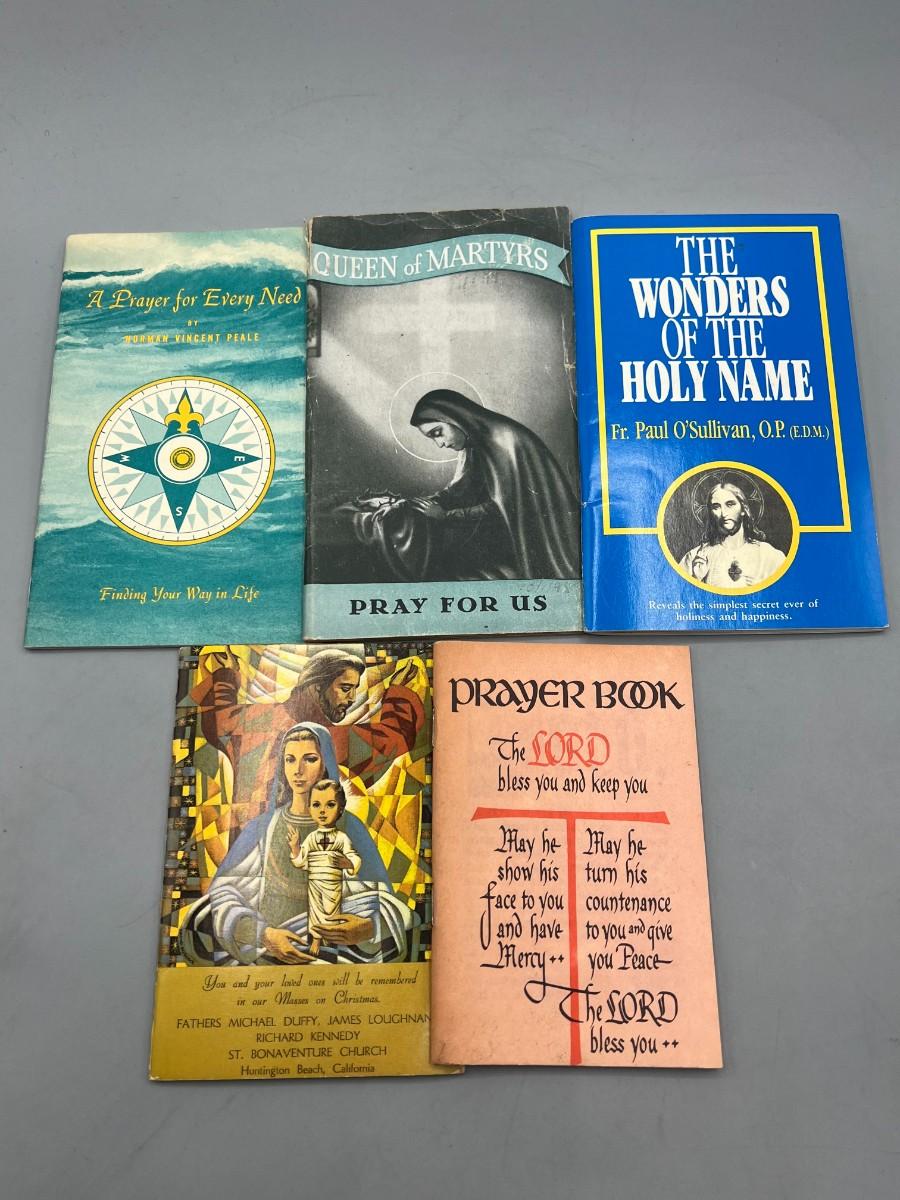 A Prayer for Every Need
BY
NORMAN VINCENT PEALE
E
S
Finding Your Way in Life
QUEEN of MARTYRS
PRAY FOR US
THE
WONDERS
OF THE
HOLY NAME
Fr. Paul O'Sullivan, O.P. (E.D.M.)
Reveals the simplest secret ever of
holiness and happiness.
You and your loved ones will be remembered
in our Masses on Christmas.
FATHERS MICHAEL DUFFY, JAMES LOUGHNAN
RICHARD KENNEDY
ST. BONAVENTURE CHURCH
Huntington Beach, California
PRAYER BOOK
The LORD
bless you and keep you
May he
show his
face to you
and have
Mercy ++
May he
turn his
countenance
to you and give
you Peace
The LORD
bless you ++